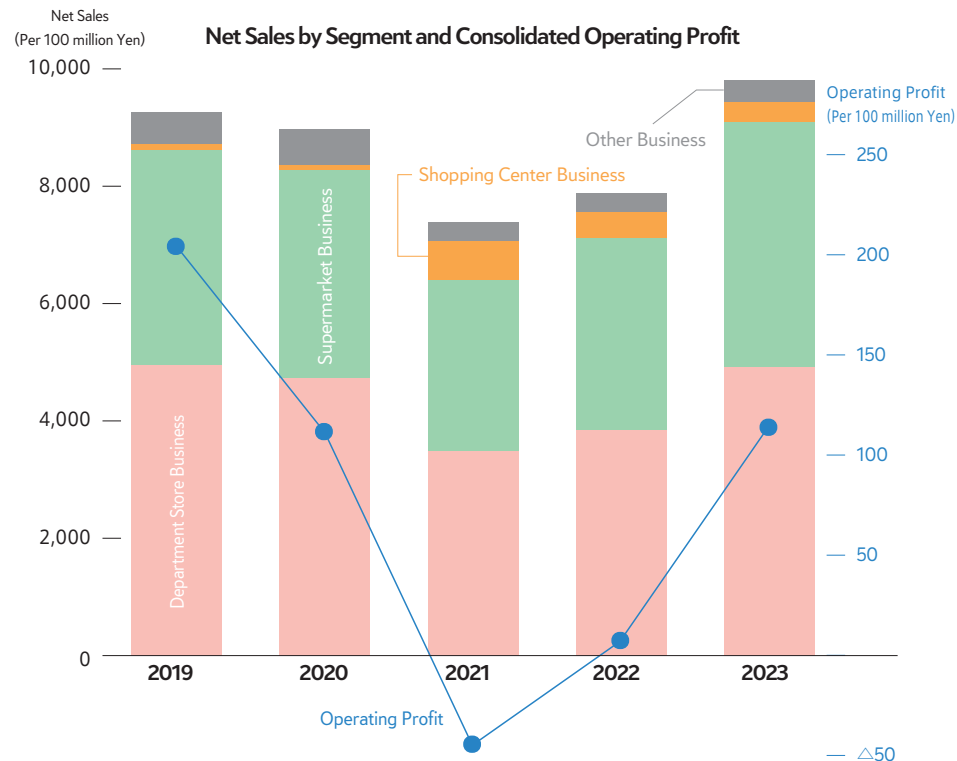 Net Sales
(Per 100 million Yen)
Net Sales by Segment and Consolidated Operating Profit
10,000
8,000
6,000
4,000
2,000
0
Operating Profit
(Per 100 million Yen)
250
200
150
100
50
△50
Other Business
Shopping Center Business
Supermarket Business
Department Store Business
2019
2020
2021
2022
2023
Operating Profit